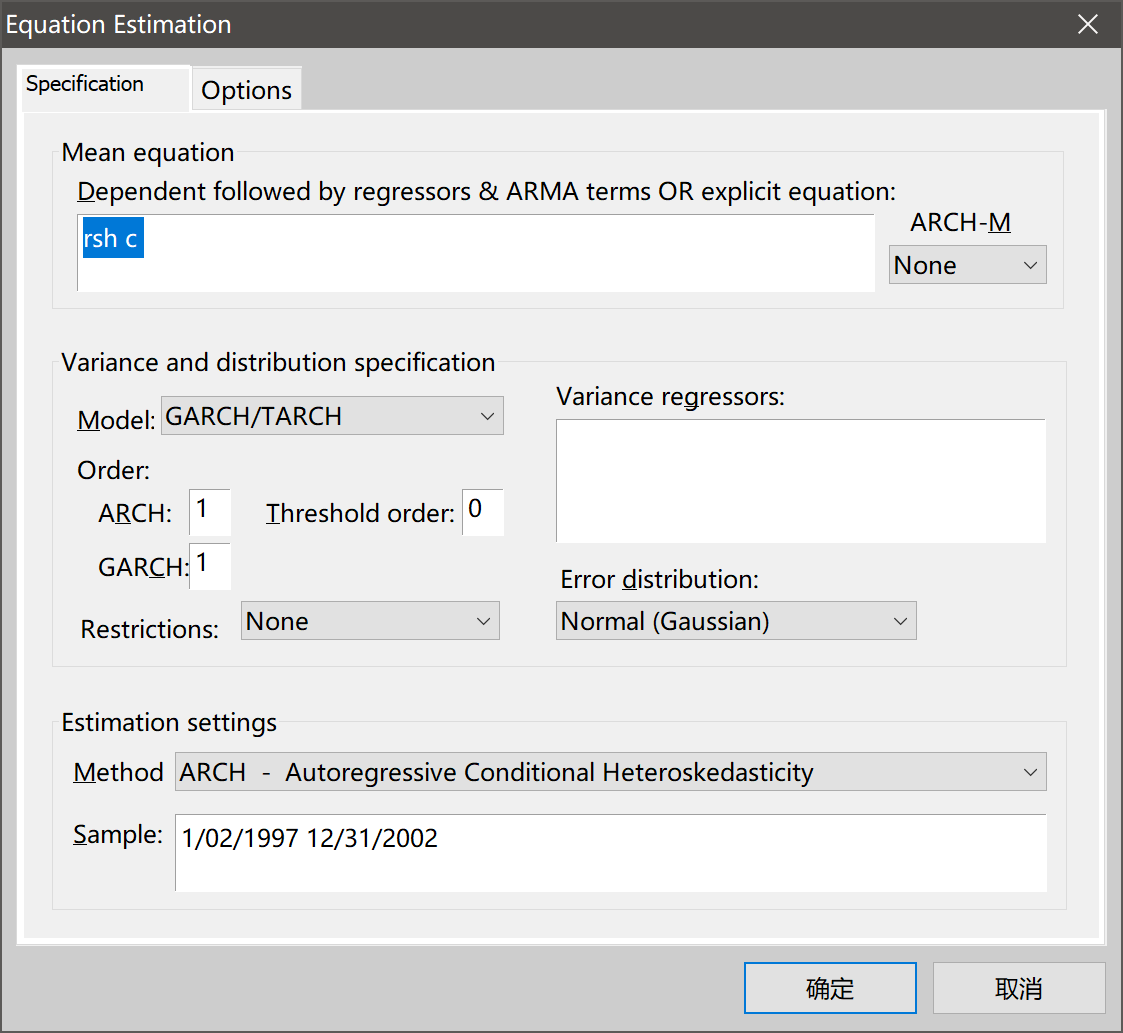 Equation Estimation
Specification
Options
Mean equation
Dependent followed by regressors & ARMA terms OR explicit equation:
rsh c
ARCH-M
None
Variance and distribution specification
Model: GARCH/TARCH
Variance regressors:
Order:
ARCH: 1
Threshold order: 0
GARCH: 1
Error distribution:
Restrictions: None
Normal (Gaussian)
Estimation settings
Method ARCH - Autoregressive Conditional Heteroskedasticity
Sample: 1/02/1997 12/31/2002
确定
取消